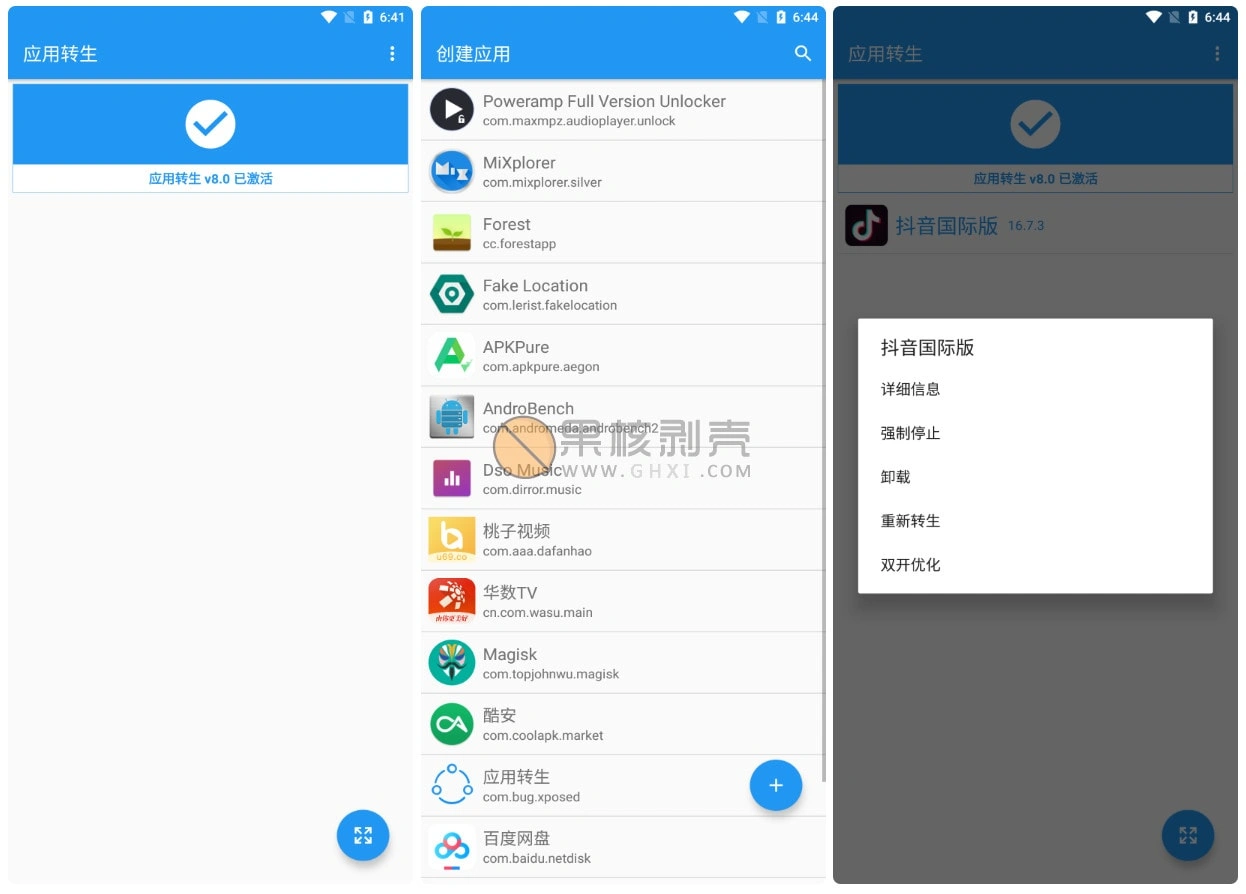 6:41
应用转生
应用转生 v8.0 已激活
6:44
创建应用
Poweramp Full Version Unlocker
com.maxmpz.audioplayer.unlock
MiXplorer
com.mixplorer.silver
Forest
cc.forestapp
Fake Location
com.lerist.fakelocation
APKPure
com.apkpure.aegon
AndroBench
com.andromeda.androbench2
果核剥壳
WWW.GHXI.COM
Dso Music
com.dirror.music
桃子视频
com.aaa.dafanhao
u69.co
华数TV
cn.com.wasu.main
Magisk
com.topjohnwu.magisk
酷安
com.coolapk.market
应用转生
com.bug.xposed
百度网盘
com.baidu.netdisk
6:44
应用转生
应用转生 v8.0 已激活
抖音国际版 16.7.3
抖音国际版
详细信息
强制停止
卸载
重新转生
双开优化